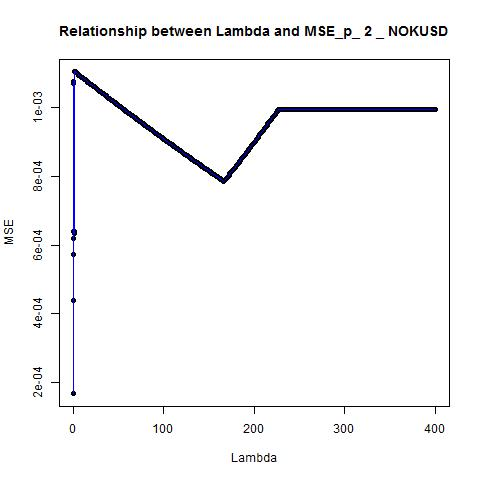 Relationship between Lambda and MSE_p_ 2 _ NOKUSD
1e-03
8e-04
6e-04
4e-04
2e-04
MSE
0 100 200 300 400
Lambda